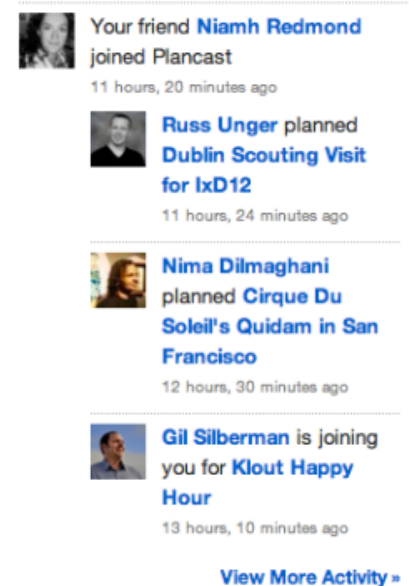 Your friend Niamh Redmond
joined Plancast
11 hours, 20 minutes ago
Russ Unger planned
Dublin Scouting Visit
for IxD12
11 hours, 24 minutes ago
Nima Dilmaghani
planned Cirque Du
Soleil's Quidam in San
Francisco
12 hours, 30 minutes ago
Gil Silberman is joining
you for Klout Happy
Hour
13 hours, 10 minutes ago
View More Activity »